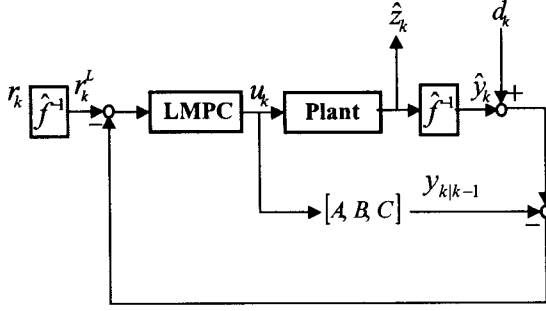 ẑ_k
d_k
r_k
f̂⁻¹
r_k^L
−
LMPC
u_k
Plant
f̂⁻¹
ŷ_k
+
[A, B, C]
y_{k|k−1}
−